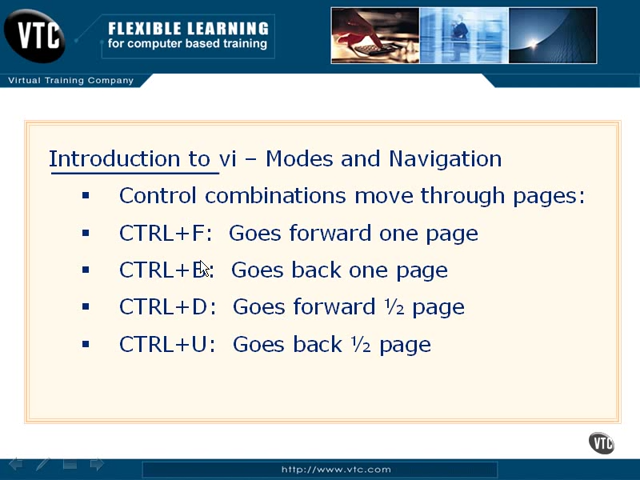 VTC
FLEXIBLE LEARNING
for computer based training
Virtual Training Company
Introduction to vi – Modes and Navigation
▪ Control combinations move through pages:
▪ CTRL+F: Goes forward one page
▪ CTRL+B: Goes back one page
▪ CTRL+D: Goes forward ½ page
▪ CTRL+U: Goes back ½ page
VTC
http://www.vtc.com